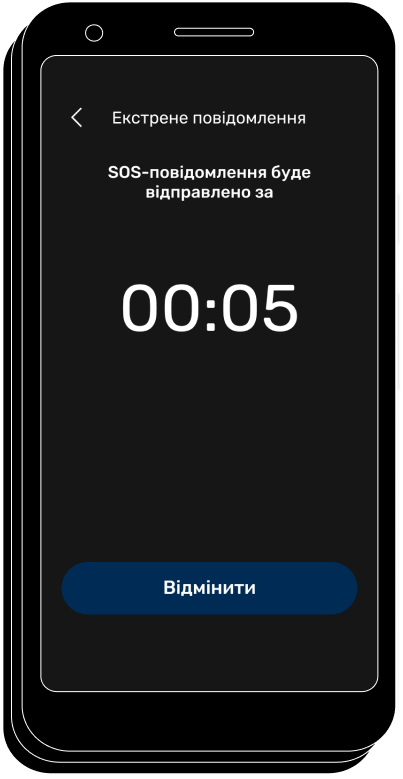 Екстрене повідомлення
SOS-повідомлення буде
відправлено за
00:05
Відмінити